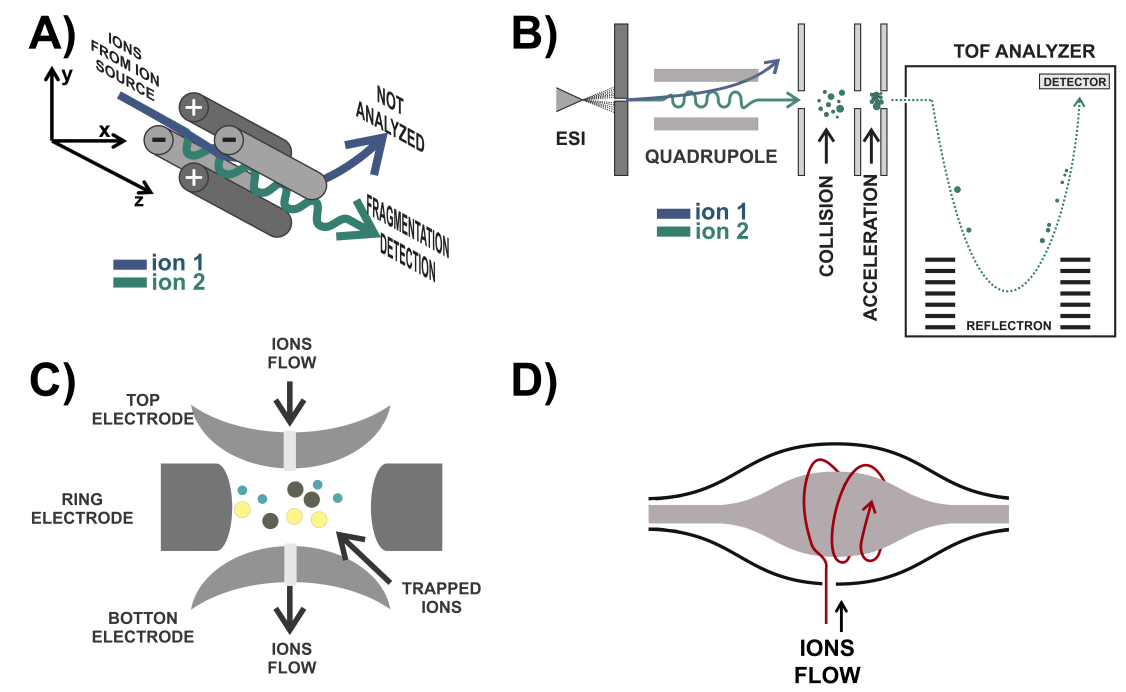 A)
IONS
FROM ION
SOURCE
y
x
z
+
-
-
+
NOT
ANALYZED
FRAGMENTATION
DETECTION
ion 1
ion 2
B)
ESI
QUADRUPOLE
ion 1
ion 2
COLLISION
ACCELERATION
TOF ANALYZER
DETECTOR
REFLECTRON
C)
IONS
FLOW
TOP
ELECTRODE
RING
ELECTRODE
BOTTON
ELECTRODE
TRAPPED
IONS
IONS
FLOW
D)
IONS
FLOW